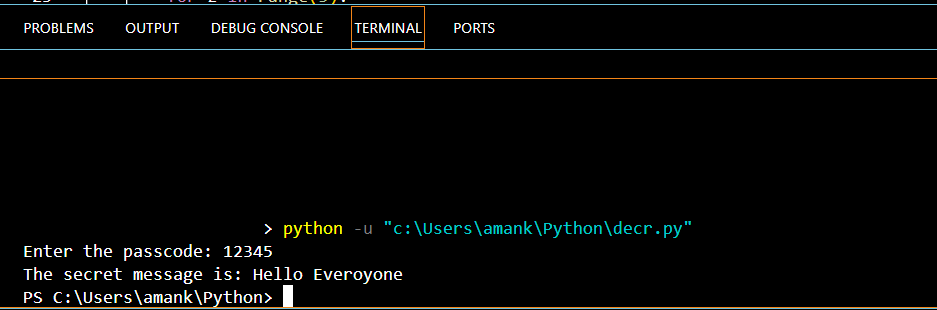 PROBLEMS OUTPUT DEBUG CONSOLE TERMINAL PORTS
> python -u "c:\Users\amank\Python\decr.py"
Enter the passcode: 12345
The secret message is: Hello Everoyone
PS C:\Users\amank\Python>